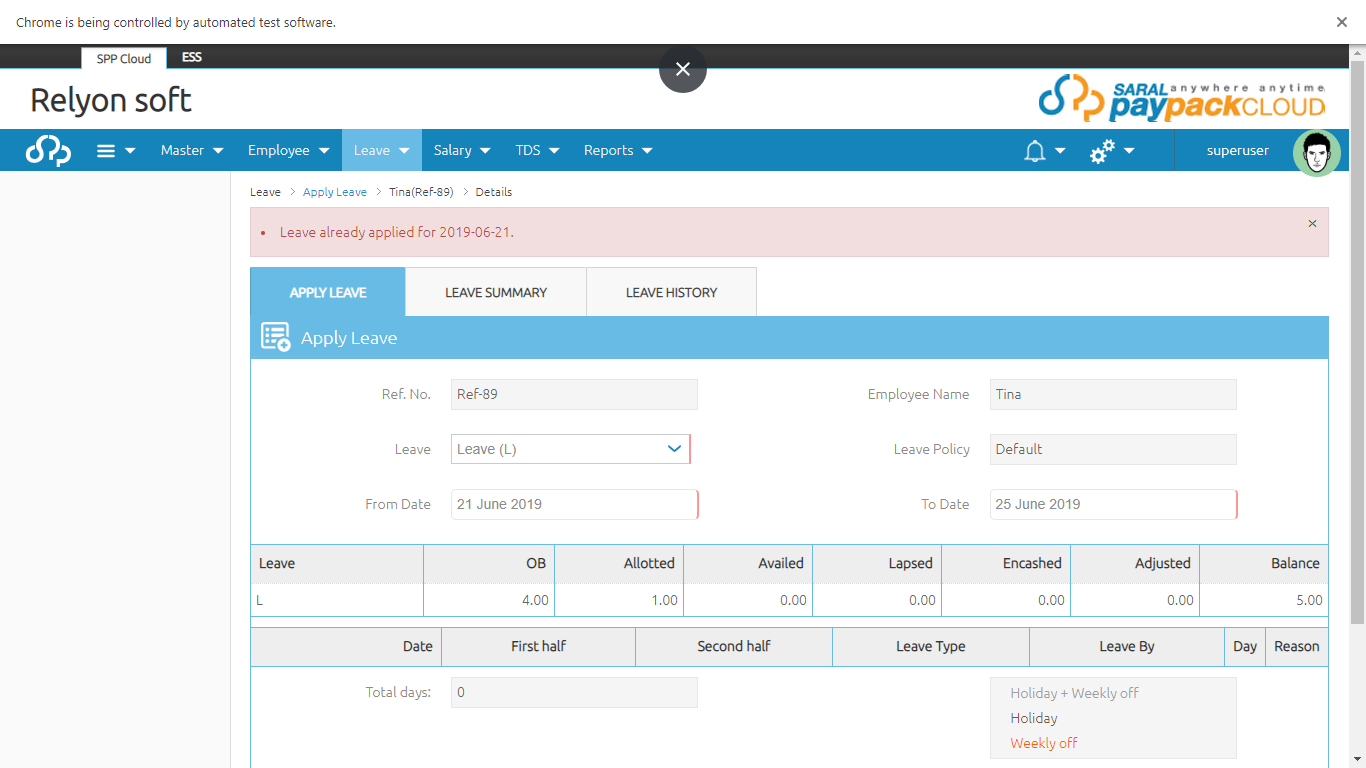 Chrome is being controlled by automated test software.
SPP Cloud ESS
Relyon soft
SARAL anywhere anytime
paypackCLOUD
Master Employee Leave Salary TDS Reports superuser
Leave > Apply Leave > Tina(Ref-89) > Details
Leave already applied for 2019-06-21.
APPLY LEAVE LEAVE SUMMARY LEAVE HISTORY
Apply Leave
Ref. No. Ref-89 Employee Name Tina
Leave Leave (L) Leave Policy Default
From Date 21 June 2019 To Date 25 June 2019
Leave OB Allotted Availed Lapsed Encashed Adjusted Balance
L 4.00 1.00 0.00 0.00 0.00 0.00 5.00
Date First half Second half Leave Type Leave By Day Reason
Total days: 0 Holiday + Weekly off
Holiday
Weekly off